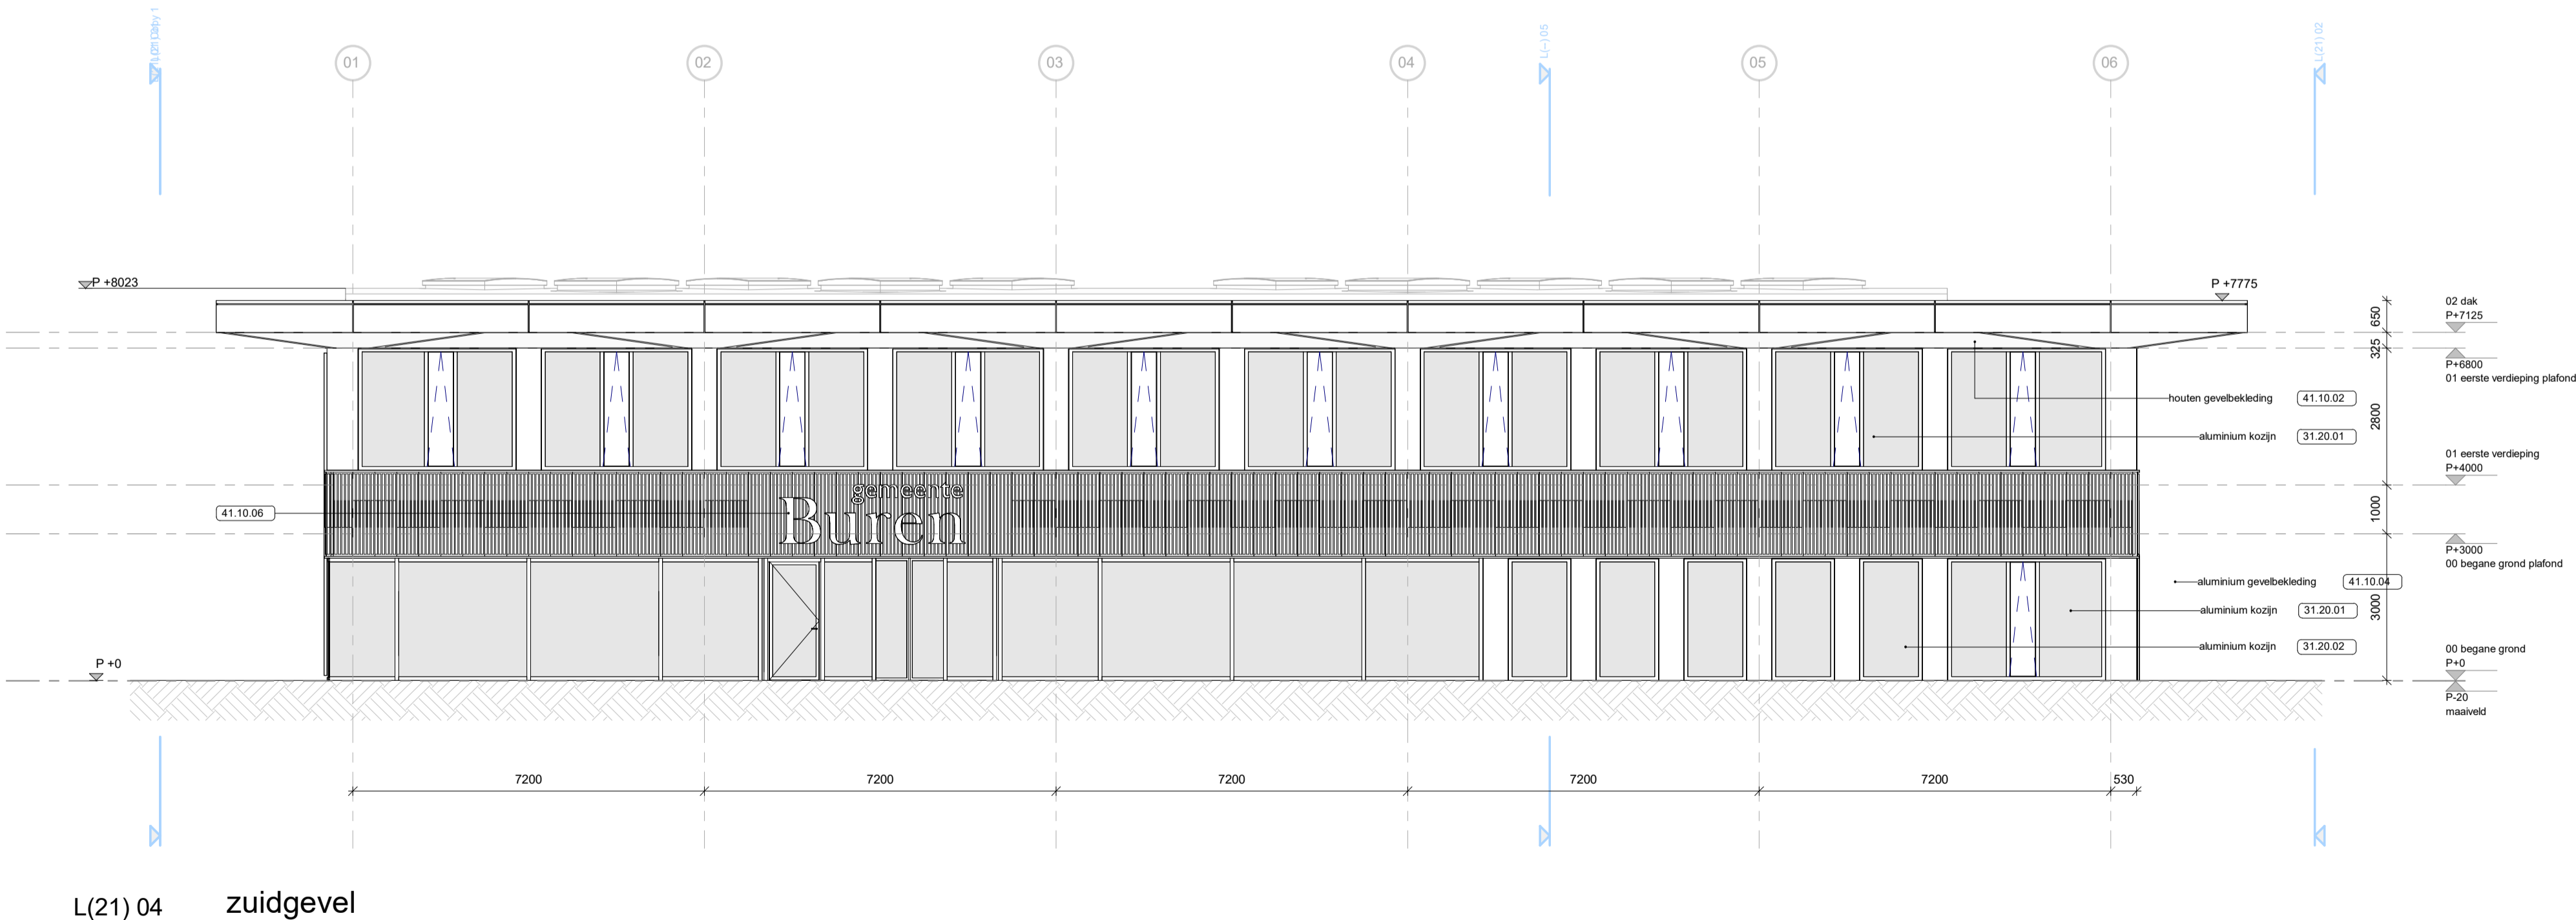 L(–) 05
L(21) 02
01
02
03
04
05
06
P +8023
P +7775
02 dak
P+7125
650
325
P+6800
01 eerste verdieping plafond
houten gevelbekleding 41.10.02
2800
aluminium kozijn 31.20.01
01 eerste verdieping
P+4000
gemeente
Buren
41.10.06
1000
P+3000
00 begane grond plafond
aluminium gevelbekleding 41.10.04
aluminium kozijn 31.20.01
3000
aluminium kozijn 31.20.02
00 begane grond
P+0
P +0
P-20
maaiveld
7200
7200
7200
7200
7200
530
L(21) 04 zuidgevel